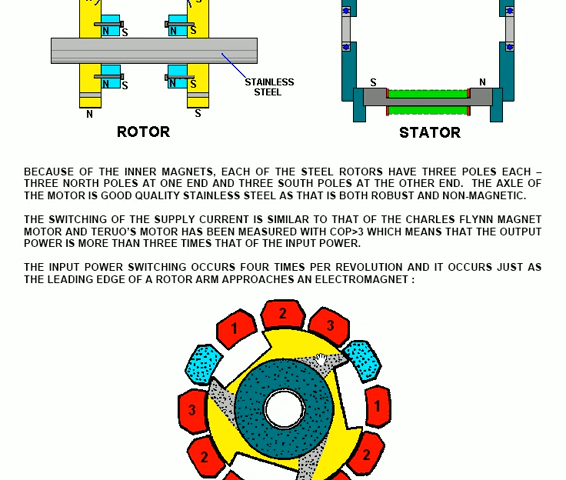 N S
N S N S
N S N S
STAINLESS
STEEL
N S
ROTOR
S N
STATOR
BECAUSE OF THE INNER MAGNETS, EACH OF THE STEEL ROTORS HAVE THREE POLES EACH –
THREE NORTH POLES AT ONE END AND THREE SOUTH POLES AT THE OTHER END. THE AXLE OF
THE MOTOR IS GOOD QUALITY STAINLESS STEEL AS THAT IS BOTH ROBUST AND NON-MAGNETIC.
THE SWITCHING OF THE SUPPLY CURRENT IS SIMILAR TO THAT OF THE CHARLES FLYNN MAGNET
MOTOR AND TERUO'S MOTOR HAS BEEN MEASURED WITH COP>3 WHICH MEANS THAT THE OUTPUT
POWER IS MORE THAN THREE TIMES THAT OF THE INPUT POWER.
THE INPUT POWER SWITCHING OCCURS FOUR TIMES PER REVOLUTION AND IT OCCURS JUST AS
THE LEADING EDGE OF A ROTOR ARM APPROACHES AN ELECTROMAGNET :
1 2 3
3 1
2 2